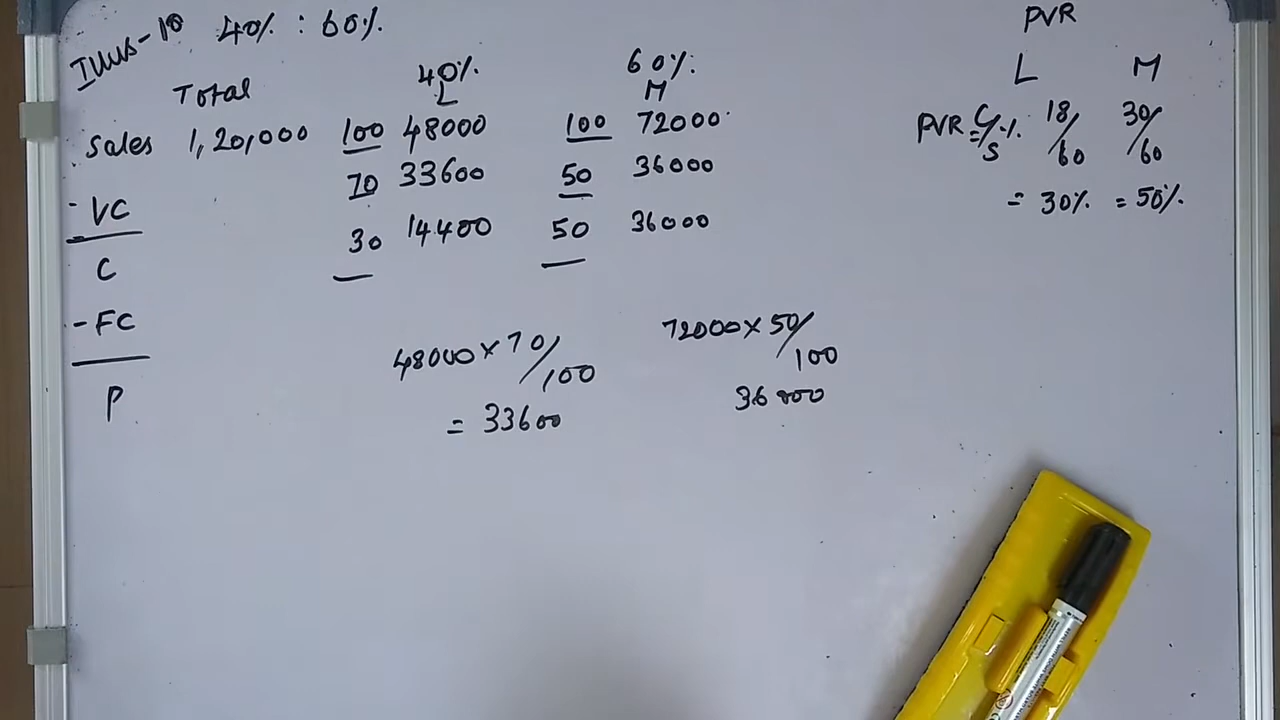 Illus-10 40% : 60%
PVR
40% 60% L M
Total L M
Sales 1,20,000 100 48000 100 72000
PVR = C/S % 18/60 30/60
70 33600 50 36000
= 30% = 50%
- VC
30 14400 50 36000
C
- FC
48000 x 70/100 72000 x 50/100
= 33600 36000
P